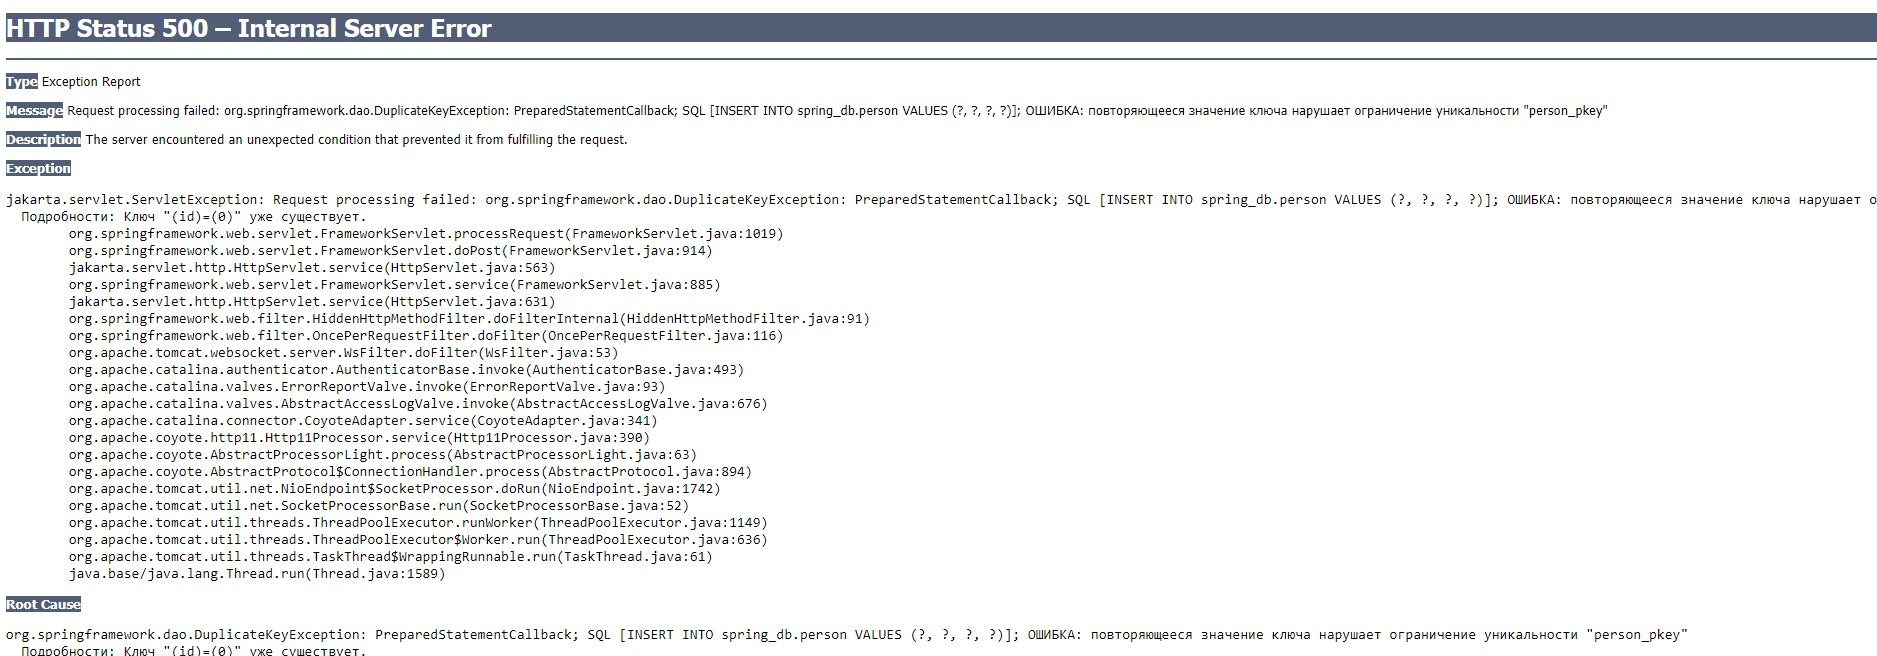 HTTP Status 500 – Internal Server Error
Type Exception Report
Message Request processing failed: org.springframework.dao.DuplicateKeyException: PreparedStatementCallback; SQL [INSERT INTO spring_db.person VALUES (?, ?, ?, ?)]; ОШИБКА: повторяющееся значение ключа нарушает ограничение уникальности "person_pkey"
Description The server encountered an unexpected condition that prevented it from fulfilling the request.
Exception
jakarta.servlet.ServletException: Request processing failed: org.springframework.dao.DuplicateKeyException: PreparedStatementCallback; SQL [INSERT INTO spring_db.person VALUES (?, ?, ?, ?)]; ОШИБКА: повторяющееся значение ключа нарушает о
Подробности: Ключ "(id)=(0)" уже существует.
org.springframework.web.servlet.FrameworkServlet.processRequest(FrameworkServlet.java:1019)
org.springframework.web.servlet.FrameworkServlet.doPost(FrameworkServlet.java:914)
jakarta.servlet.http.HttpServlet.service(HttpServlet.java:563)
org.springframework.web.servlet.FrameworkServlet.service(FrameworkServlet.java:885)
jakarta.servlet.http.HttpServlet.service(HttpServlet.java:631)
org.springframework.web.filter.HiddenHttpMethodFilter.doFilterInternal(HiddenHttpMethodFilter.java:91)
org.springframework.web.filter.OncePerRequestFilter.doFilter(OncePerRequestFilter.java:116)
org.apache.tomcat.websocket.server.WsFilter.doFilter(WsFilter.java:53)
org.apache.catalina.authenticator.AuthenticatorBase.invoke(AuthenticatorBase.java:493)
org.apache.catalina.valves.ErrorReportValve.invoke(ErrorReportValve.java:93)
org.apache.catalina.valves.AbstractAccessLogValve.invoke(AbstractAccessLogValve.java:676)
org.apache.catalina.connector.CoyoteAdapter.service(CoyoteAdapter.java:341)
org.apache.coyote.http11.Http11Processor.service(Http11Processor.java:390)
org.apache.coyote.AbstractProcessorLight.process(AbstractProcessorLight.java:63)
org.apache.coyote.AbstractProtocol$ConnectionHandler.process(AbstractProtocol.java:894)
org.apache.tomcat.util.net.NioEndpoint$SocketProcessor.doRun(NioEndpoint.java:1742)
org.apache.tomcat.util.net.SocketProcessorBase.run(SocketProcessorBase.java:52)
org.apache.tomcat.util.threads.ThreadPoolExecutor.runWorker(ThreadPoolExecutor.java:1149)
org.apache.tomcat.util.threads.ThreadPoolExecutor$Worker.run(ThreadPoolExecutor.java:636)
org.apache.tomcat.util.threads.TaskThread$WrappingRunnable.run(TaskThread.java:61)
java.base/java.lang.Thread.run(Thread.java:1589)
Root Cause
org.springframework.dao.DuplicateKeyException: PreparedStatementCallback; SQL [INSERT INTO spring_db.person VALUES (?, ?, ?, ?)]; ОШИБКА: повторяющееся значение ключа нарушает ограничение уникальности "person_pkey"
Подробности: Ключ "(id)=(0)" уже существует.